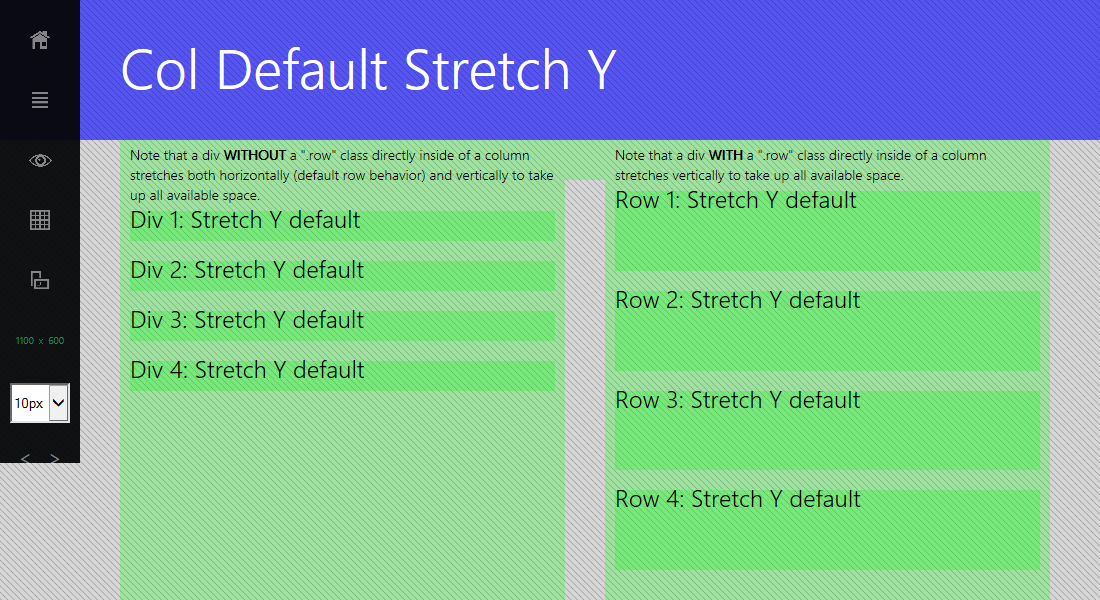 Col Default Stretch Y
Note that a div WITHOUT a ".row" class directly inside of a column
stretches both horizontally (default row behavior) and vertically to take
up all available space.
Div 1: Stretch Y default
Div 2: Stretch Y default
Div 3: Stretch Y default
Div 4: Stretch Y default
Note that a div WITH a ".row" class directly inside of a column
stretches vertically to take up all available space.
Row 1: Stretch Y default
Row 2: Stretch Y default
Row 3: Stretch Y default
Row 4: Stretch Y default
1100 x 600
10px